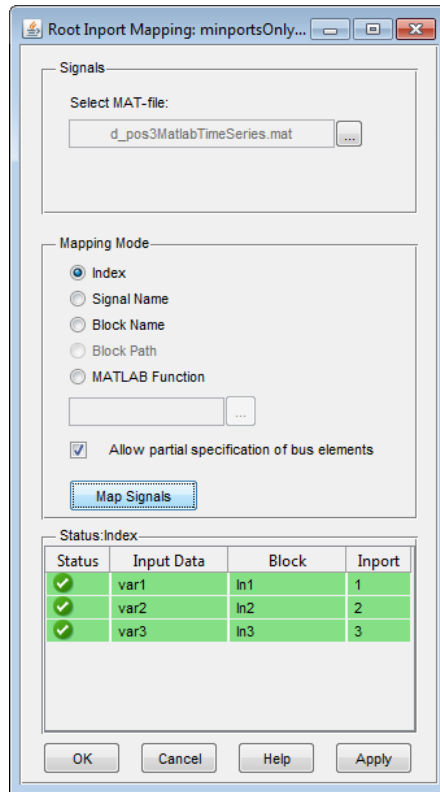 Root Inport Mapping: minportsOnly...
Signals
Select MAT-file:
d_pos3MatlabTimeSeries.mat ...
Mapping Mode
Index
Signal Name
Block Name
Block Path
MATLAB Function
...
Allow partial specification of bus elements
Map Signals
Status:Index
Status Input Data Block Inport
var1 In1 1
var2 In2 2
var3 In3 3
OK Cancel Help Apply